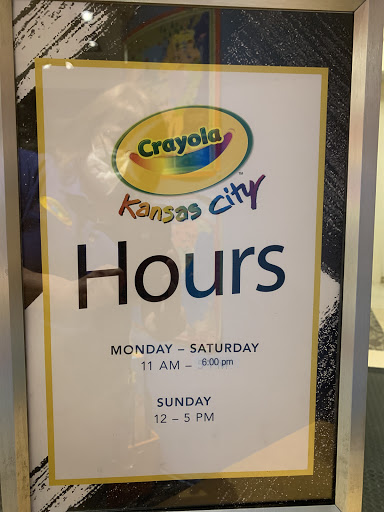 Crayola
Kansas City
Hours
MONDAY – SATURDAY
11 AM – 6:00 pm
SUNDAY
12 – 5 PM